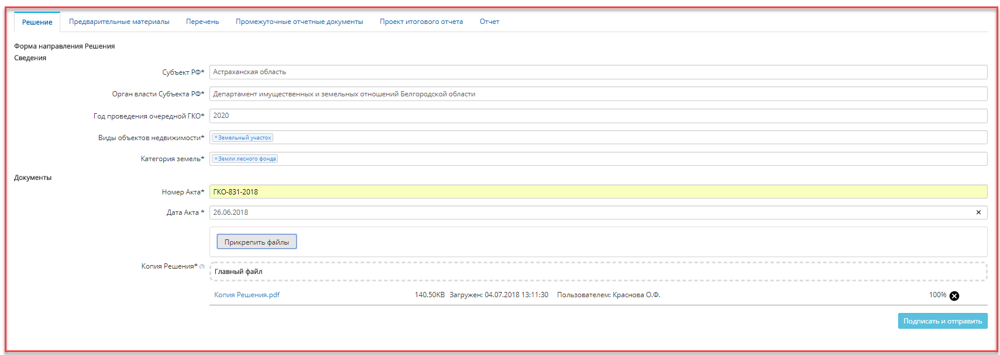 Решение Предварительные материалы Перечень Промежуточные отчетные документы Проект итогового отчета Отчет
Форма направления Решения
Сведения
Субъект РФ* Астраханская область
Орган власти Субъекта РФ* Департамент имущественных и земельных отношений Белгородской области
Год проведения очередной ГКО* 2020
Виды объектов недвижимости* ×Земельный участок
Категория земель* ×Земли лесного фонда
Документы
Номер Акта* ГКО-831-2018
Дата Акта * 26.06.2018 ×
Прикрепить файлы
Копия Решения* (?)
Главный файл
Копия Решения.pdf 140.50KB Загружен: 04.07.2018 13:11:30 Пользователем: Краснова О.Ф. 100%
Подписать и отправить